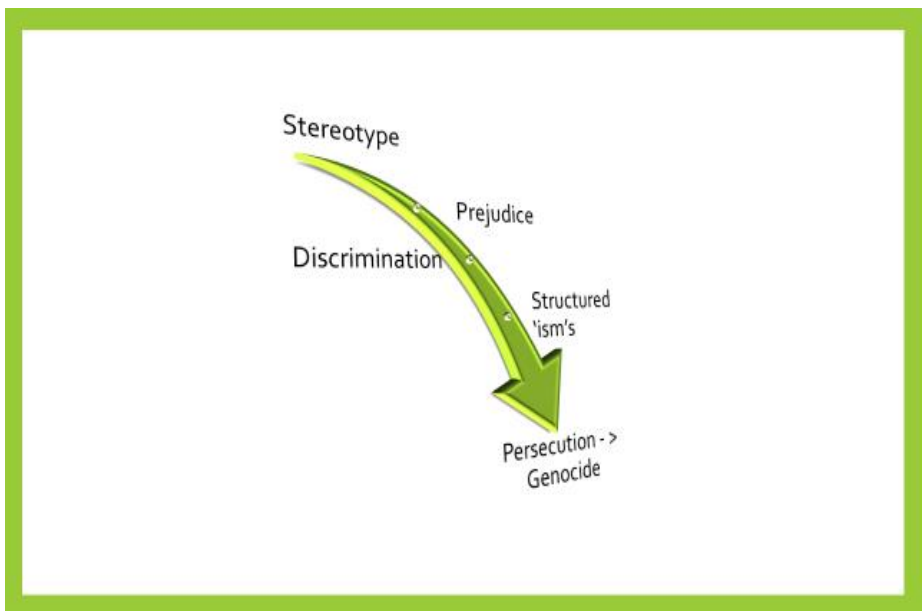 Stereotype
Prejudice
Discrimination
Structured
‘ism’s
Persecution - >
Genocide